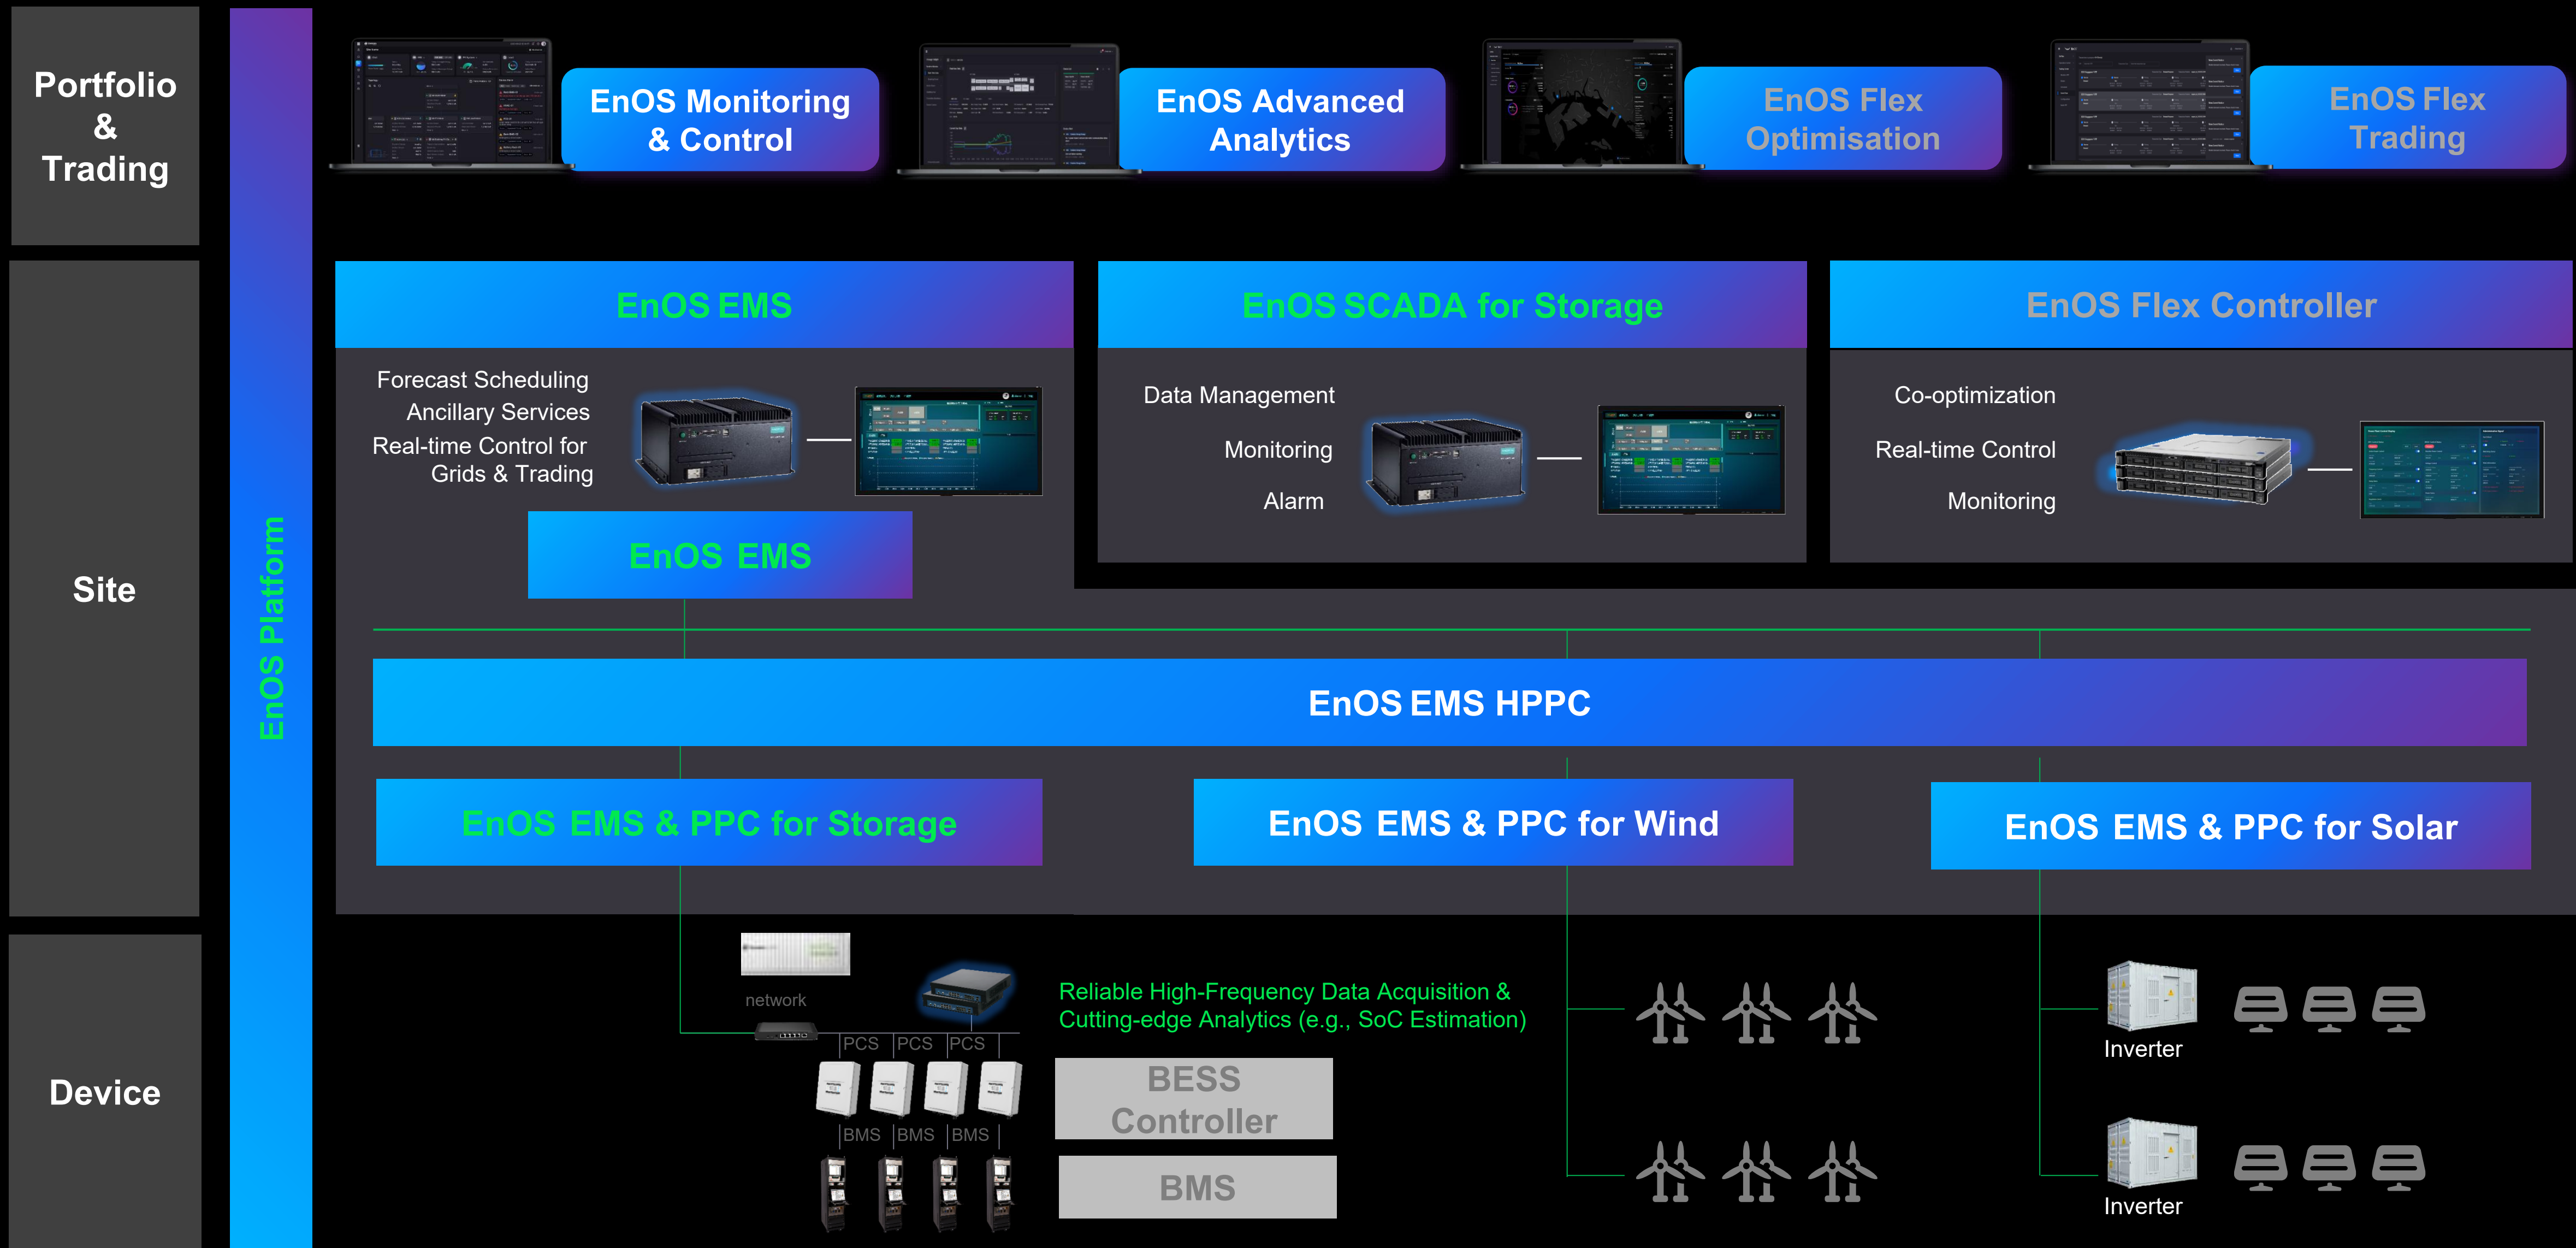 Portfolio
&
Trading
EnOS Monitoring
& Control
EnOS Advanced
Analytics
EnOS Flex
Optimisation
EnOS Flex
Trading
EnOS Platform
Site
EnOS EMS
Forecast Scheduling
Ancillary Services
Real-time Control for
Grids & Trading
EnOS SCADA for Storage
Data Management
Monitoring
Alarm
EnOS Flex Controller
Co-optimization
Real-time Control
Monitoring
EnOS EMS
EnOS EMS HPPC
EnOS EMS & PPC for Storage
EnOS EMS & PPC for Wind
EnOS EMS & PPC for Solar
Device
network
PCS
PCS
PCS
BMS
BMS
BMS
Reliable High-Frequency Data Acquisition &
Cutting-edge Analytics (e.g., SoC Estimation)
BESS
Controller
BMS
Inverter
Inverter